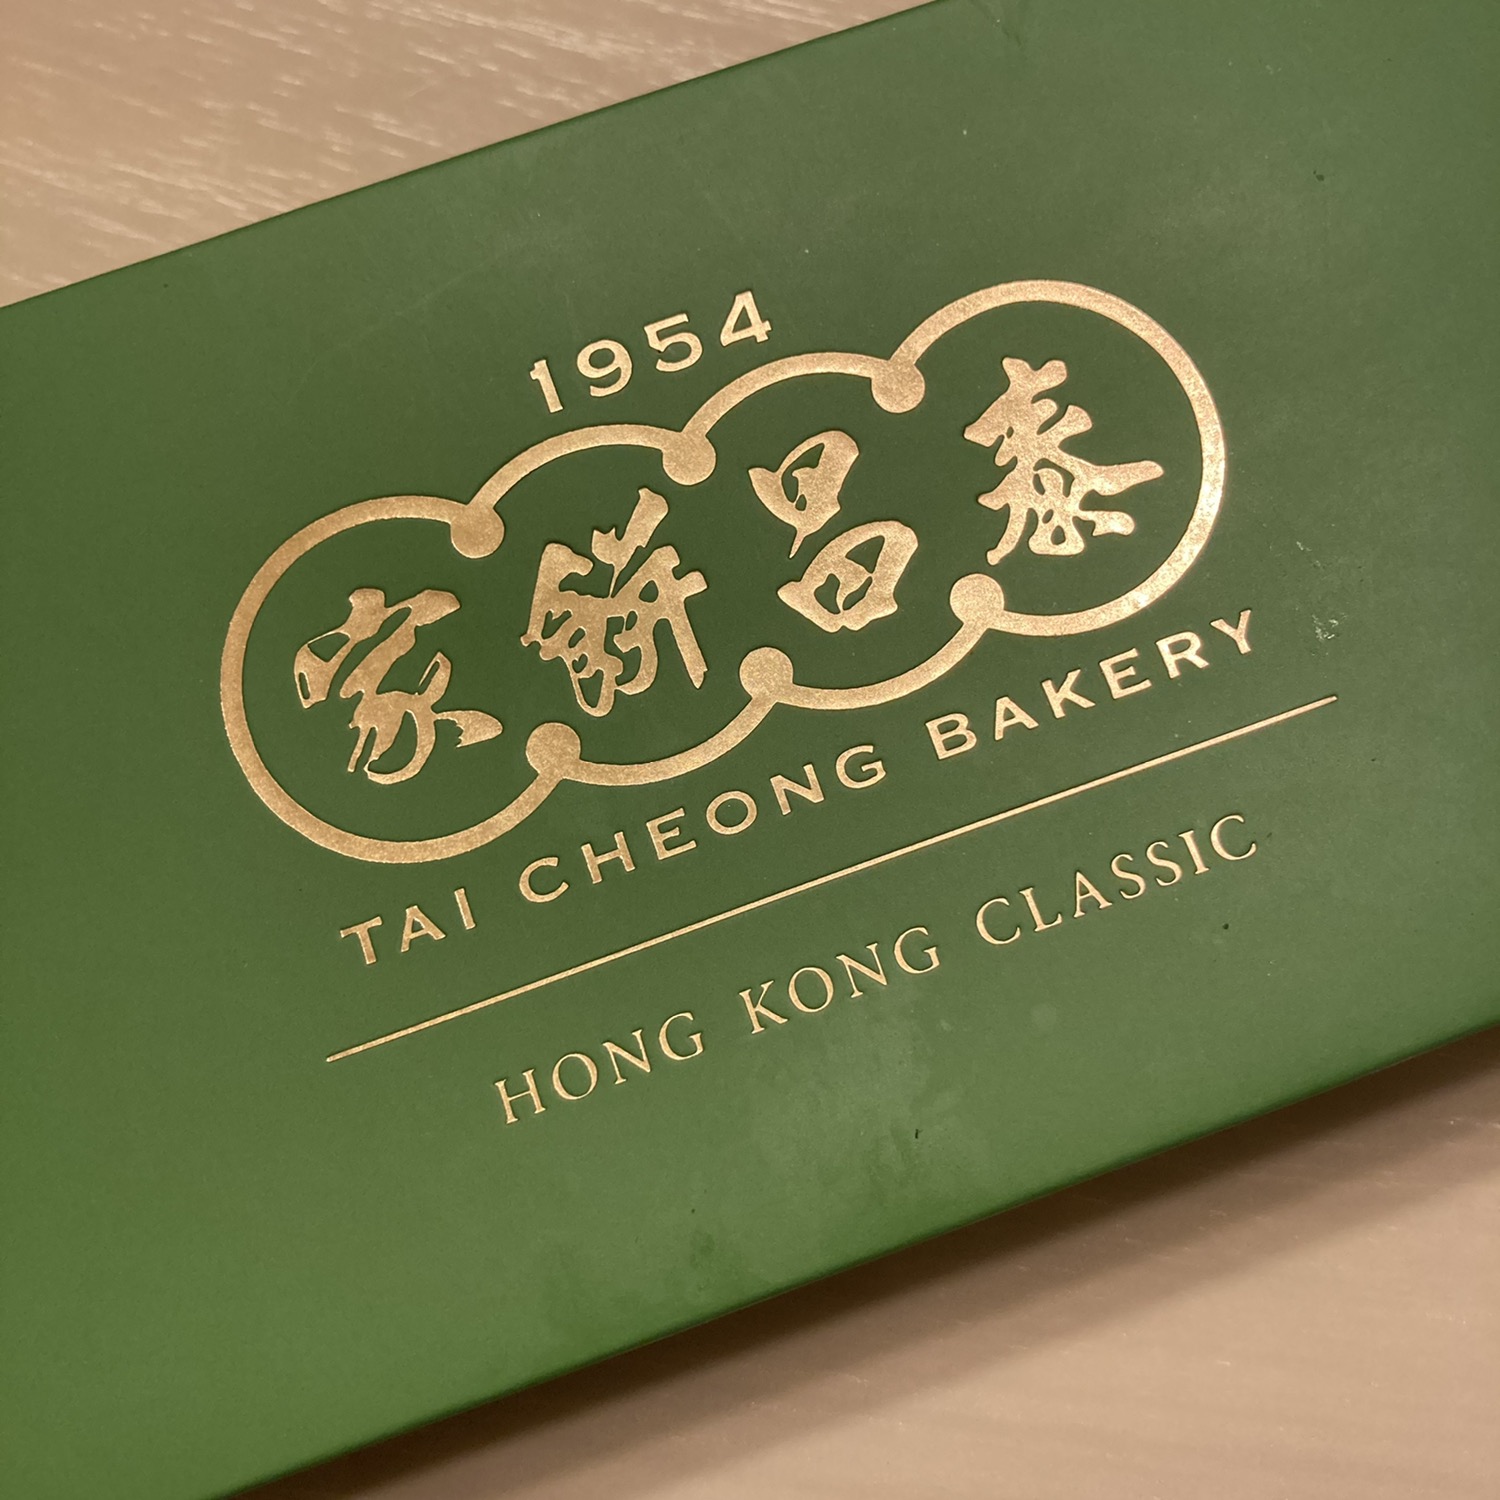 1954
家餅昌泰
TAI CHEONG BAKERY
HONG KONG CLASSIC